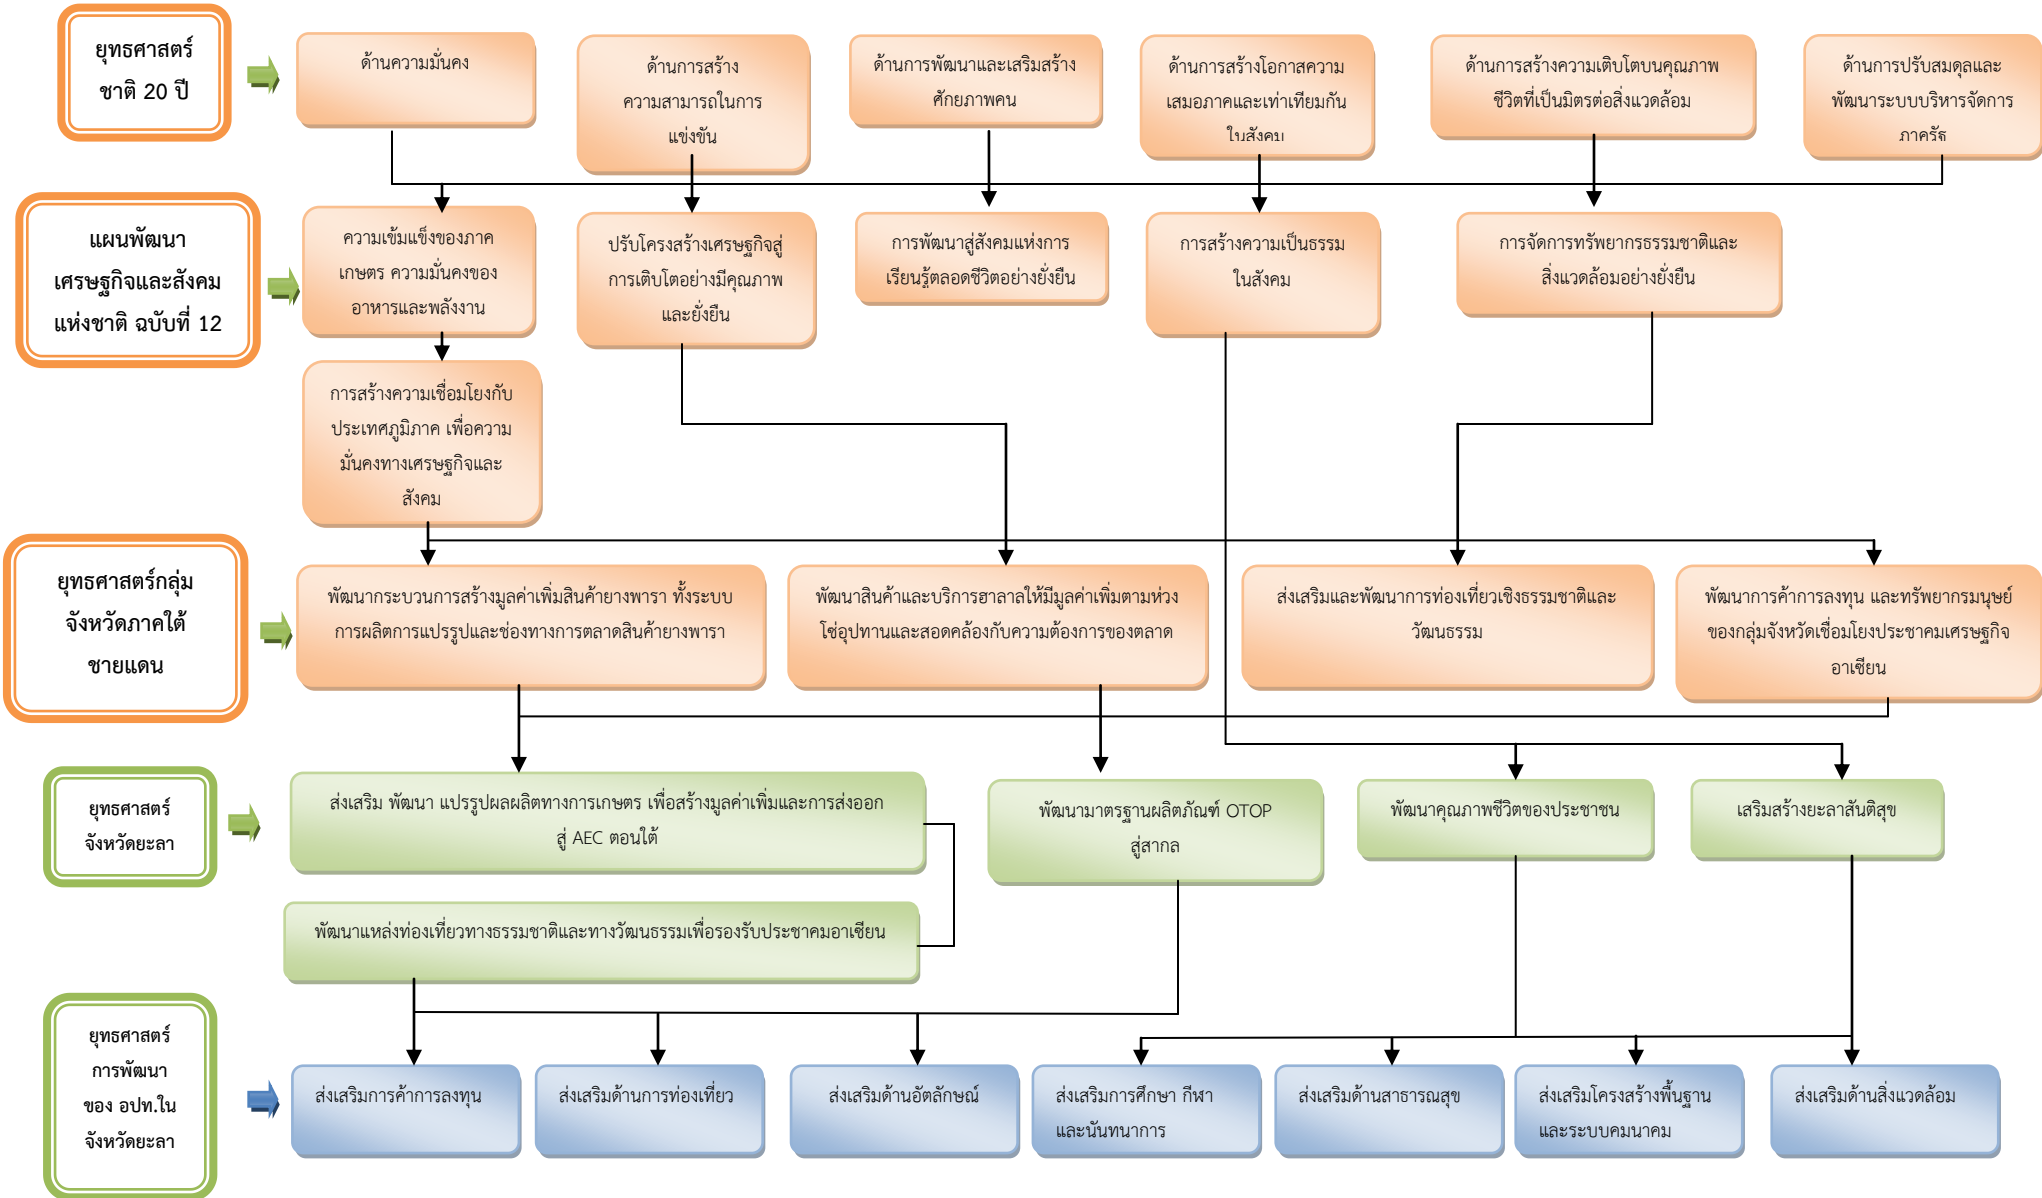 ยุทธศาสตร์
ชาติ 20 ปี
ด้านความมั่นคง
ด้านการสร้าง
ความสามารถในการ
แข่งขัน
ด้านการพัฒนาและเสริมสร้าง
ศักยภาพคน
ด้านการสร้างโอกาสความ
เสมอภาคและเท่าเทียมกัน
ในสังคม
ด้านการสร้างความเติบโตบนคุณภาพ
ชีวิตที่เป็นมิตรต่อสิ่งแวดล้อม
ด้านการปรับสมดุลและ
พัฒนาระบบบริหารจัดการ
ภาครัฐ
แผนพัฒนา
เศรษฐกิจและสังคม
แห่งชาติ ฉบับที่ 12
ความเข้มแข็งของภาค
เกษตร ความมั่นคงของ
อาหารและพลังงาน
ปรับโครงสร้างเศรษฐกิจสู่
การเติบโตอย่างมีคุณภาพ
และยั่งยืน
การพัฒนาสู่สังคมแห่งการ
เรียนรู้ตลอดชีวิตอย่างยั่งยืน
การสร้างความเป็นธรรม
ในสังคม
การจัดการทรัพยากรธรรมชาติและ
สิ่งแวดล้อมอย่างยั่งยืน
การสร้างความเชื่อมโยงกับ
ประเทศภูมิภาค เพื่อความ
มั่นคงทางเศรษฐกิจและ
สังคม
ยุทธศาสตร์กลุ่ม
จังหวัดภาคใต้
ชายแดน
พัฒนากระบวนการสร้างมูลค่าเพิ่มสินค้ายางพารา ทั้งระบบ
การผลิตการแปรรูปและช่องทางการตลาดสินค้ายางพารา
พัฒนาสินค้าและบริการฮาลาลให้มีมูลค่าเพิ่มตามห่วง
โซ่อุปทานและสอดคล้องกับความต้องการของตลาด
ส่งเสริมและพัฒนาการท่องเที่ยวเชิงธรรมชาติและ
วัฒนธรรม
พัฒนาการค้าการลงทุน และทรัพยากรมนุษย์
ของกลุ่มจังหวัดเชื่อมโยงประชาคมเศรษฐกิจ
อาเซียน
ยุทธศาสตร์
จังหวัดยะลา
ส่งเสริม พัฒนา แปรรูปผลผลิตทางการเกษตร เพื่อสร้างมูลค่าเพิ่มและการส่งออก
สู่ AEC ตอนใต้
พัฒนามาตรฐานผลิตภัณฑ์ OTOP
สู่สากล
พัฒนาคุณภาพชีวิตของประชาชน
เสริมสร้างยะลาสันติสุข
พัฒนาแหล่งท่องเที่ยวทางธรรมชาติและทางวัฒนธรรมเพื่อรองรับประชาคมอาเซียน
ยุทธศาสตร์
การพัฒนา
ของ อปท.ใน
จังหวัดยะลา
ส่งเสริมการค้าการลงทุน
ส่งเสริมด้านการท่องเที่ยว
ส่งเสริมด้านอัตลักษณ์
ส่งเสริมการศึกษา กีฬา
และนันทนาการ
ส่งเสริมด้านสาธารณสุข
ส่งเสริมโครงสร้างพื้นฐาน
และระบบคมนาคม
ส่งเสริมด้านสิ่งแวดล้อม